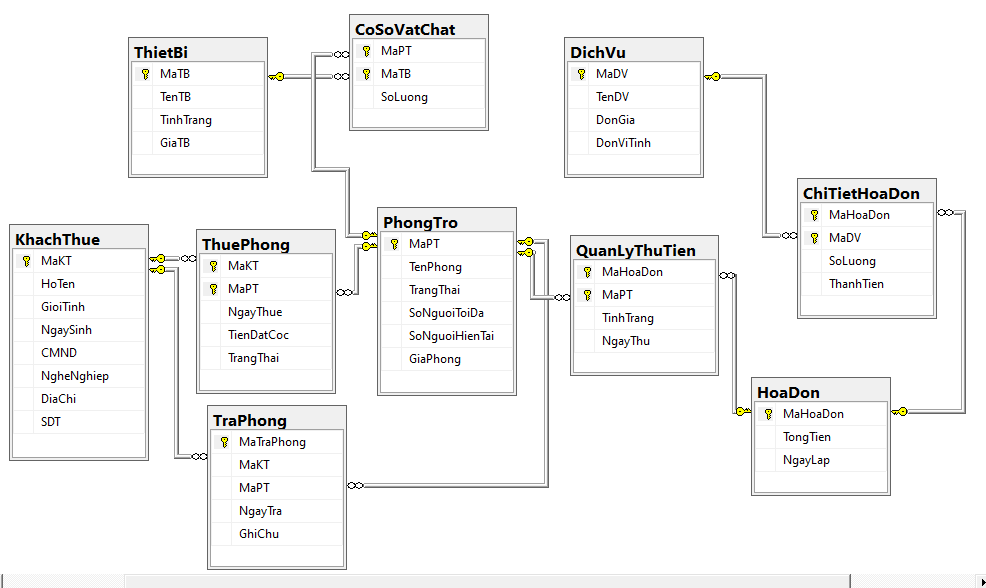 CoSoVatChat
MaPT
MaTB
SoLuong
ThietBi
MaTB
TenTB
TinhTrang
GiaTB
DichVu
MaDV
TenDV
DonGia
DonViTinh
ChiTietHoaDon
MaHoaDon
MaDV
SoLuong
ThanhTien
KhachThue
MaKT
HoTen
GioiTinh
NgaySinh
CMND
NgheNghiep
DiaChi
SDT
ThuePhong
MaKT
MaPT
NgayThue
TienDatCoc
TrangThai
PhongTro
MaPT
TenPhong
TrangThai
SoNguoiToiDa
SoNguoiHienTai
GiaPhong
QuanLyThuTien
MaHoaDon
MaPT
TinhTrang
NgayThu
TraPhong
MaTraPhong
MaKT
MaPT
NgayTra
GhiChu
HoaDon
MaHoaDon
TongTien
NgayLap